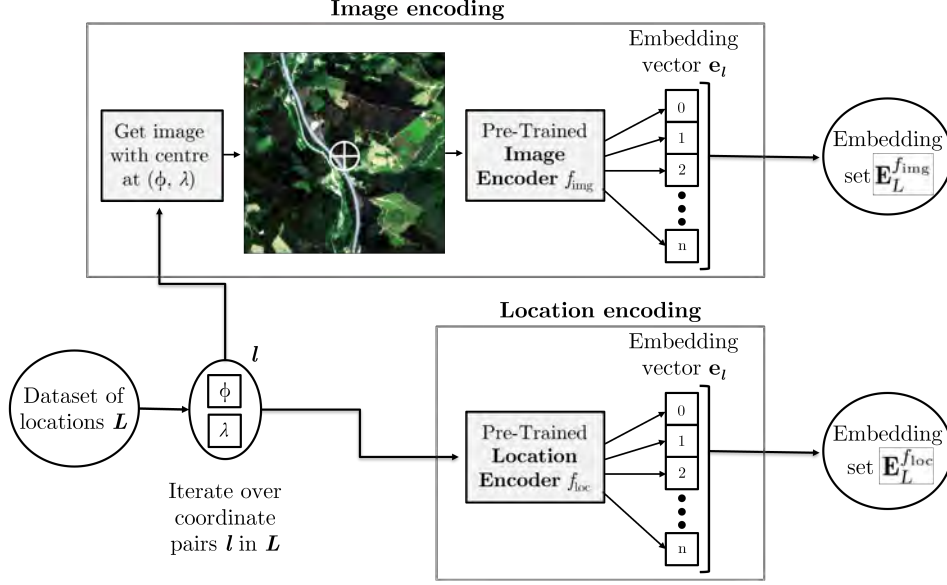 Image encoding
Get image
with centre
at (ϕ, λ)
Pre-Trained
Image
Encoder f_img
Embedding
vector e_l
0
1
2
n
Embedding
set E_L^{f_img}
Dataset of
locations L
l
ϕ
λ
Iterate over
coordinate
pairs l in L
Location encoding
Pre-Trained
Location
Encoder f_loc
Embedding
vector e_l
0
1
2
n
Embedding
set E_L^{f_loc}